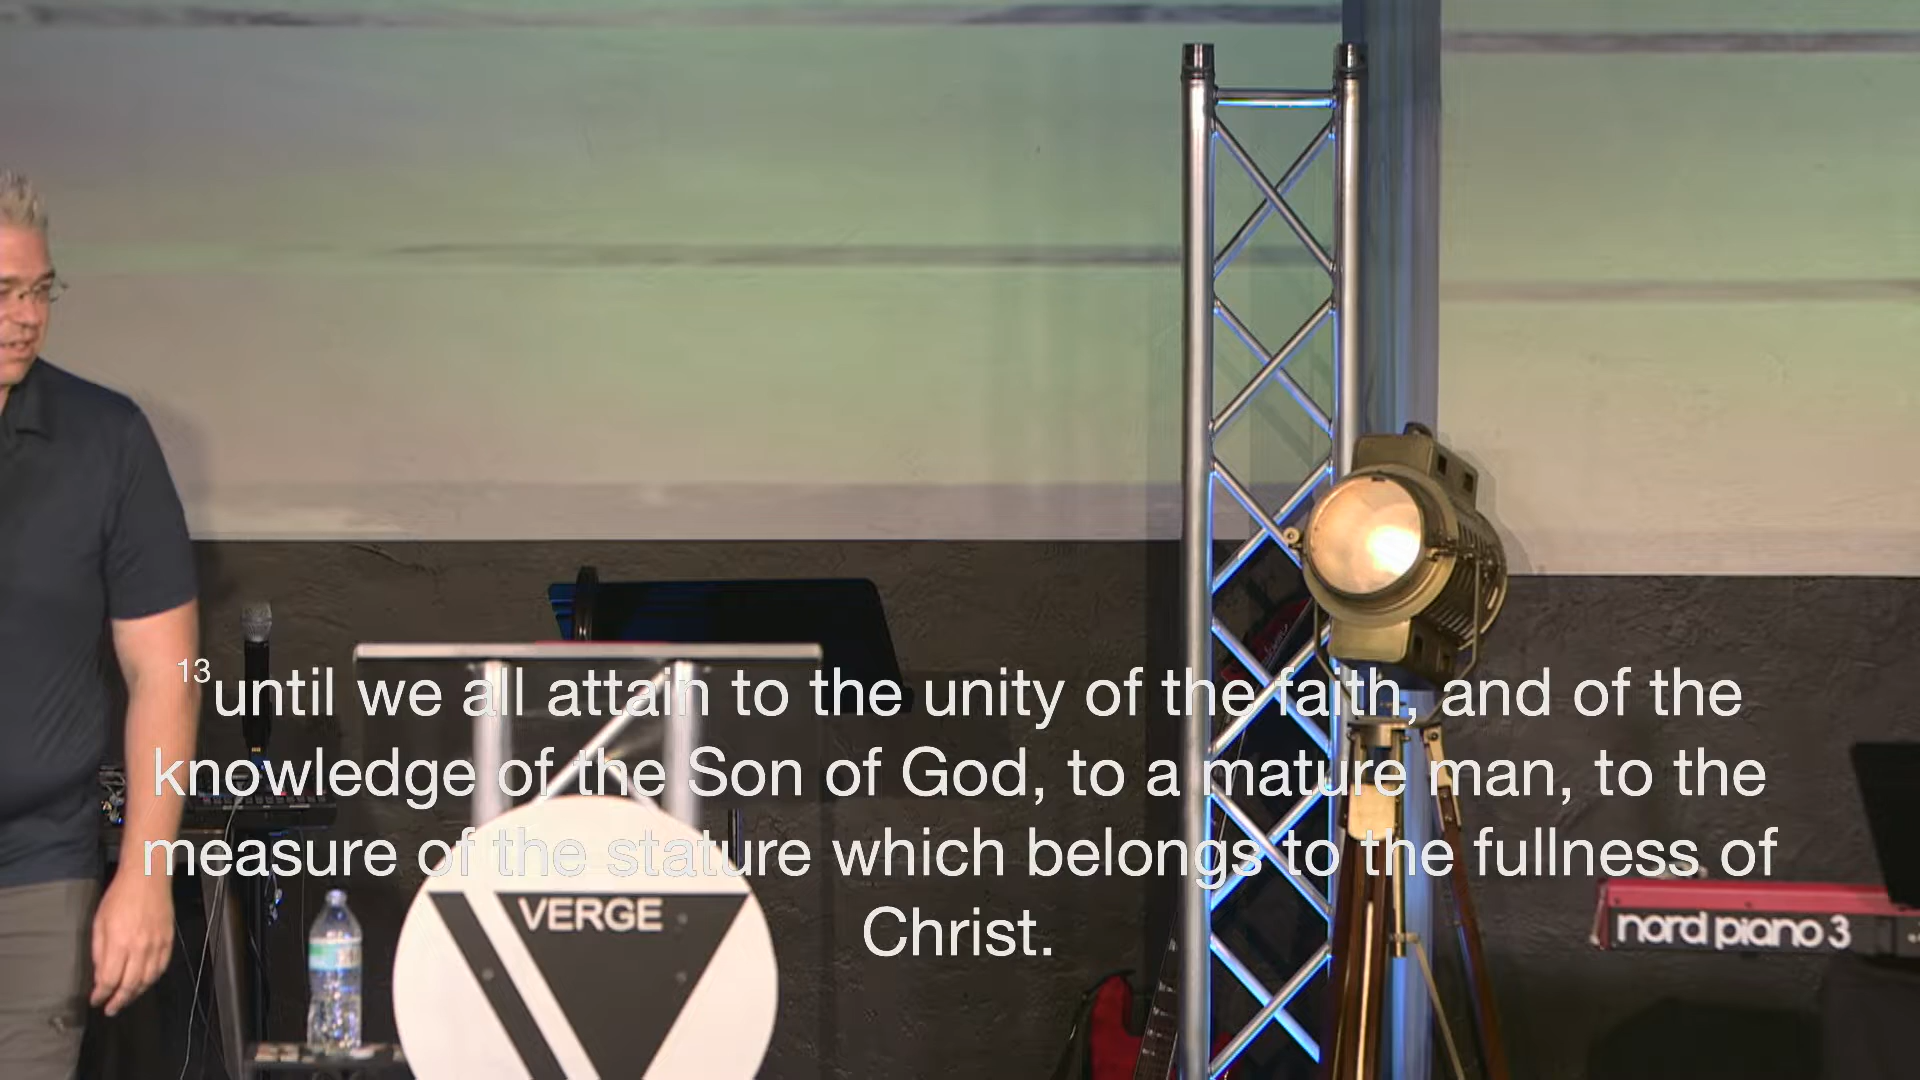 13until we all attain to the unity of the faith, and of the
knowledge of the Son of God, to a mature man, to the
measure of the stature which belongs to the fullness of
Christ.
VERGE
nord piano 3